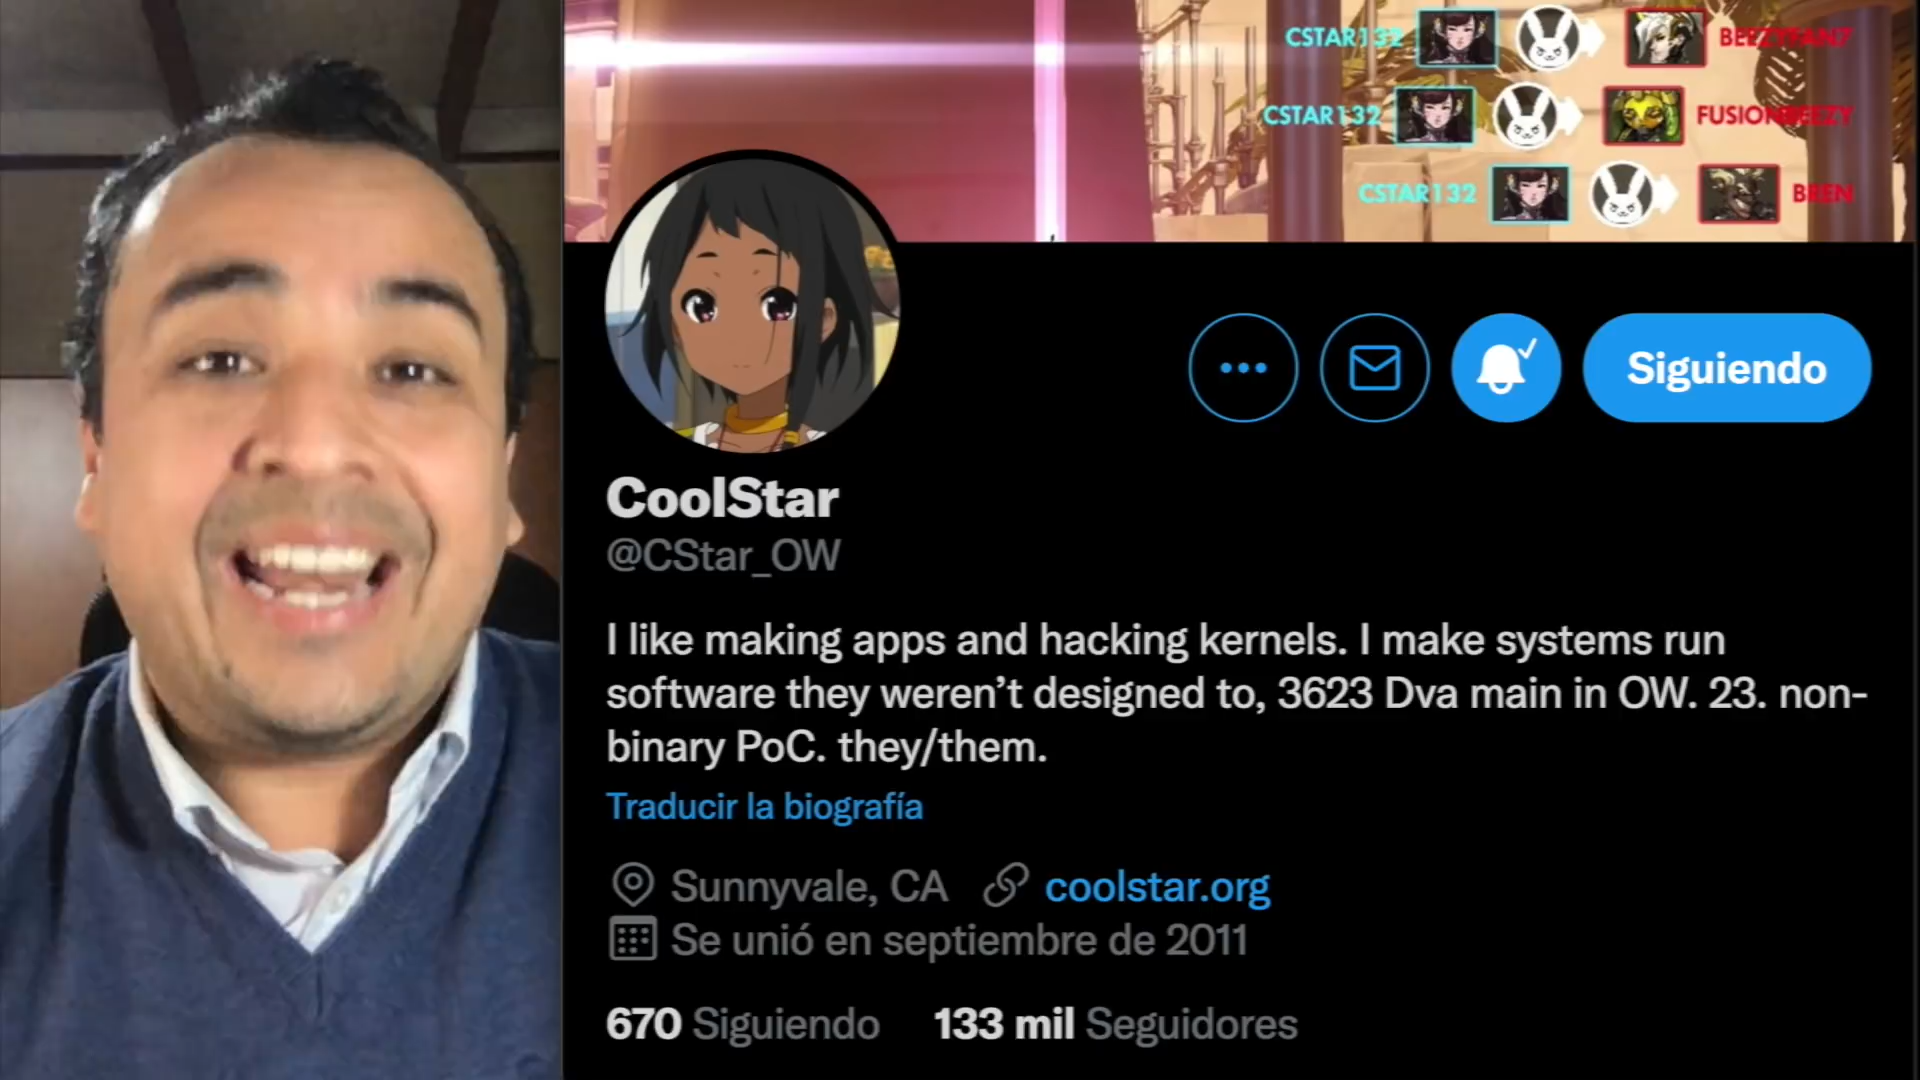 CSTAR132 BEEZYFAN7
CSTAR132 FUSIONBEEZY
CSTAR132 BREN
Siguiendo
CoolStar
@CStar_OW
I like making apps and hacking kernels. I make systems run
software they weren’t designed to, 3623 Dva main in OW. 23. non-
binary PoC. they/them.
Traducir la biografía
Sunnyvale, CA coolstar.org
Se unió en septiembre de 2011
670 Siguiendo 133 mil Seguidores